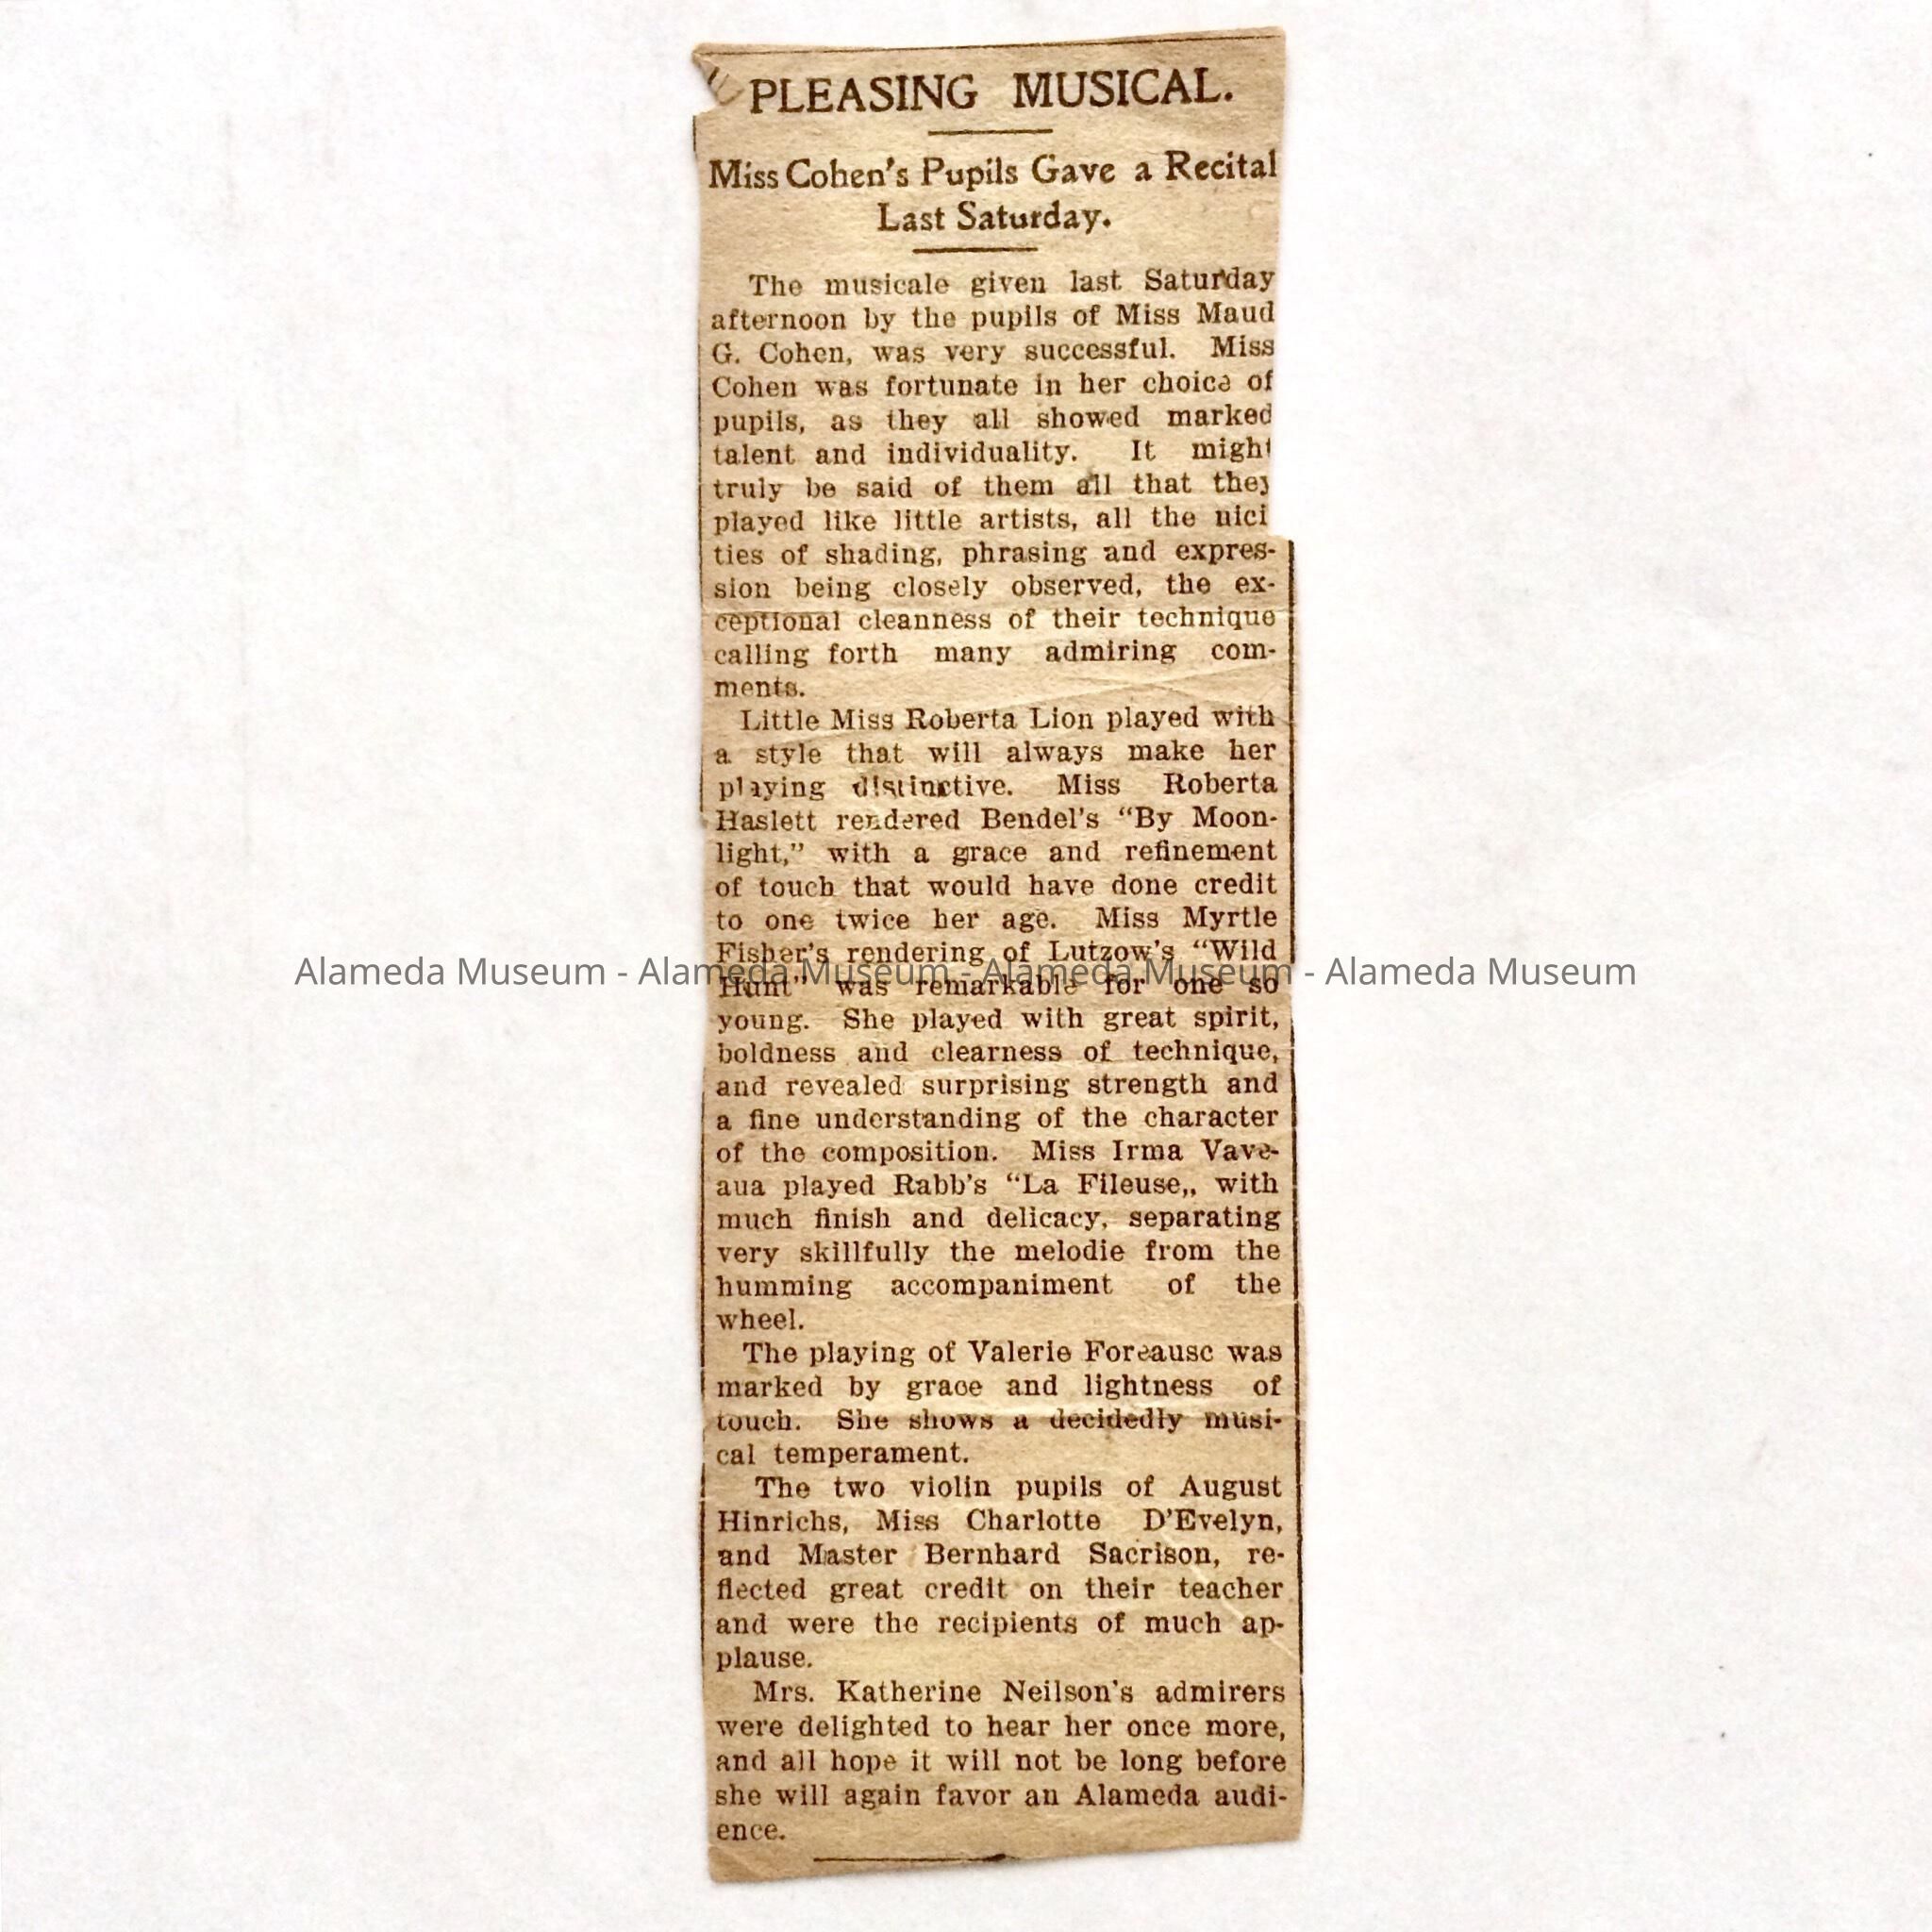 PLEASING MUSICAL.
Miss Cohen's Pupils Gave a Recital
Last Saturday.
The musicale given last Saturday
afternoon by the pupils of Miss Maud
G. Cohen, was very successful. Miss
Cohen was fortunate in her choice of
pupils, as they all showed marked
talent and individuality. It might
truly be said of them all that they
played like little artists, all the nici
ties of shading, phrasing and expres-
sion being closely observed, the ex-
ceptional cleanness of their technique
calling forth many admiring com-
ments.
Little Miss Roberta Lion played with
a style that will always make her
playing distinctive. Miss Roberta
Haslett rendered Bendel's "By Moon-
light," with a grace and refinement
of touch that would have done credit
to one twice her age. Miss Myrtle
Fisher's rendering of Lutzow's "Wild
Alameda Museum - Alameda Museum - Alameda Museum - Alameda Museum
Hunt" was remarkable for one so
young. She played with great spirit,
boldness and clearness of technique,
and revealed surprising strength and
a fine understanding of the character
of the composition. Miss Irma Vave-
aua played Rabb's "La Fileuse,, with
much finish and delicacy, separating
very skillfully the melodie from the
humming accompaniment of the
wheel.
The playing of Valerie Foreausc was
marked by grace and lightness of
touch. She shows a decidedly musi-
cal temperament.
The two violin pupils of August
Hinrichs, Miss Charlotte D'Evelyn,
and Master Bernhard Sacrison, re-
flected great credit on their teacher
and were the recipients of much ap-
plause.
Mrs. Katherine Neilson's admirers
were delighted to hear her once more,
and all hope it will not be long before
she will again favor an Alameda audi-
ence.